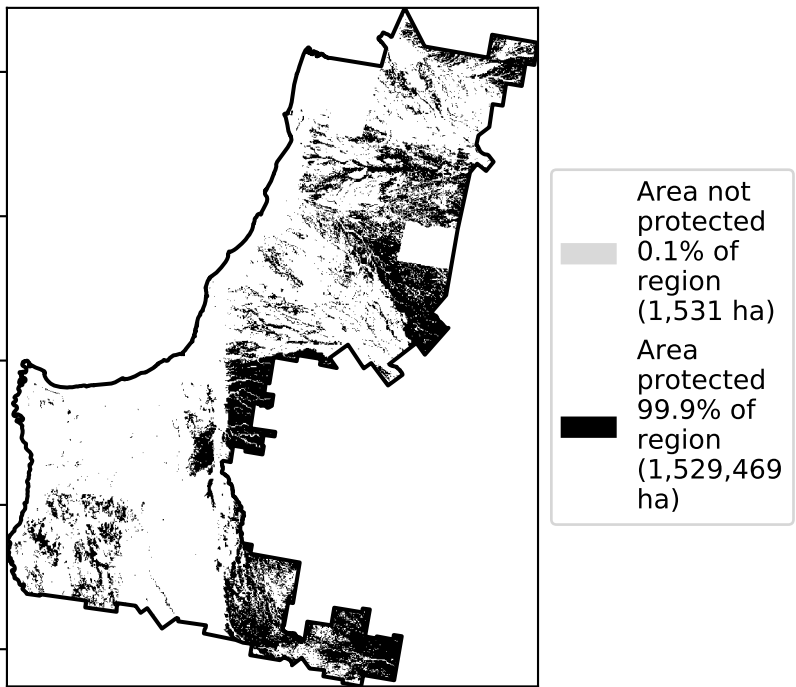 Area not
protected
0.1% of
region
(1,531 ha)
Area
protected
99.9% of
region
(1,529,469
ha)